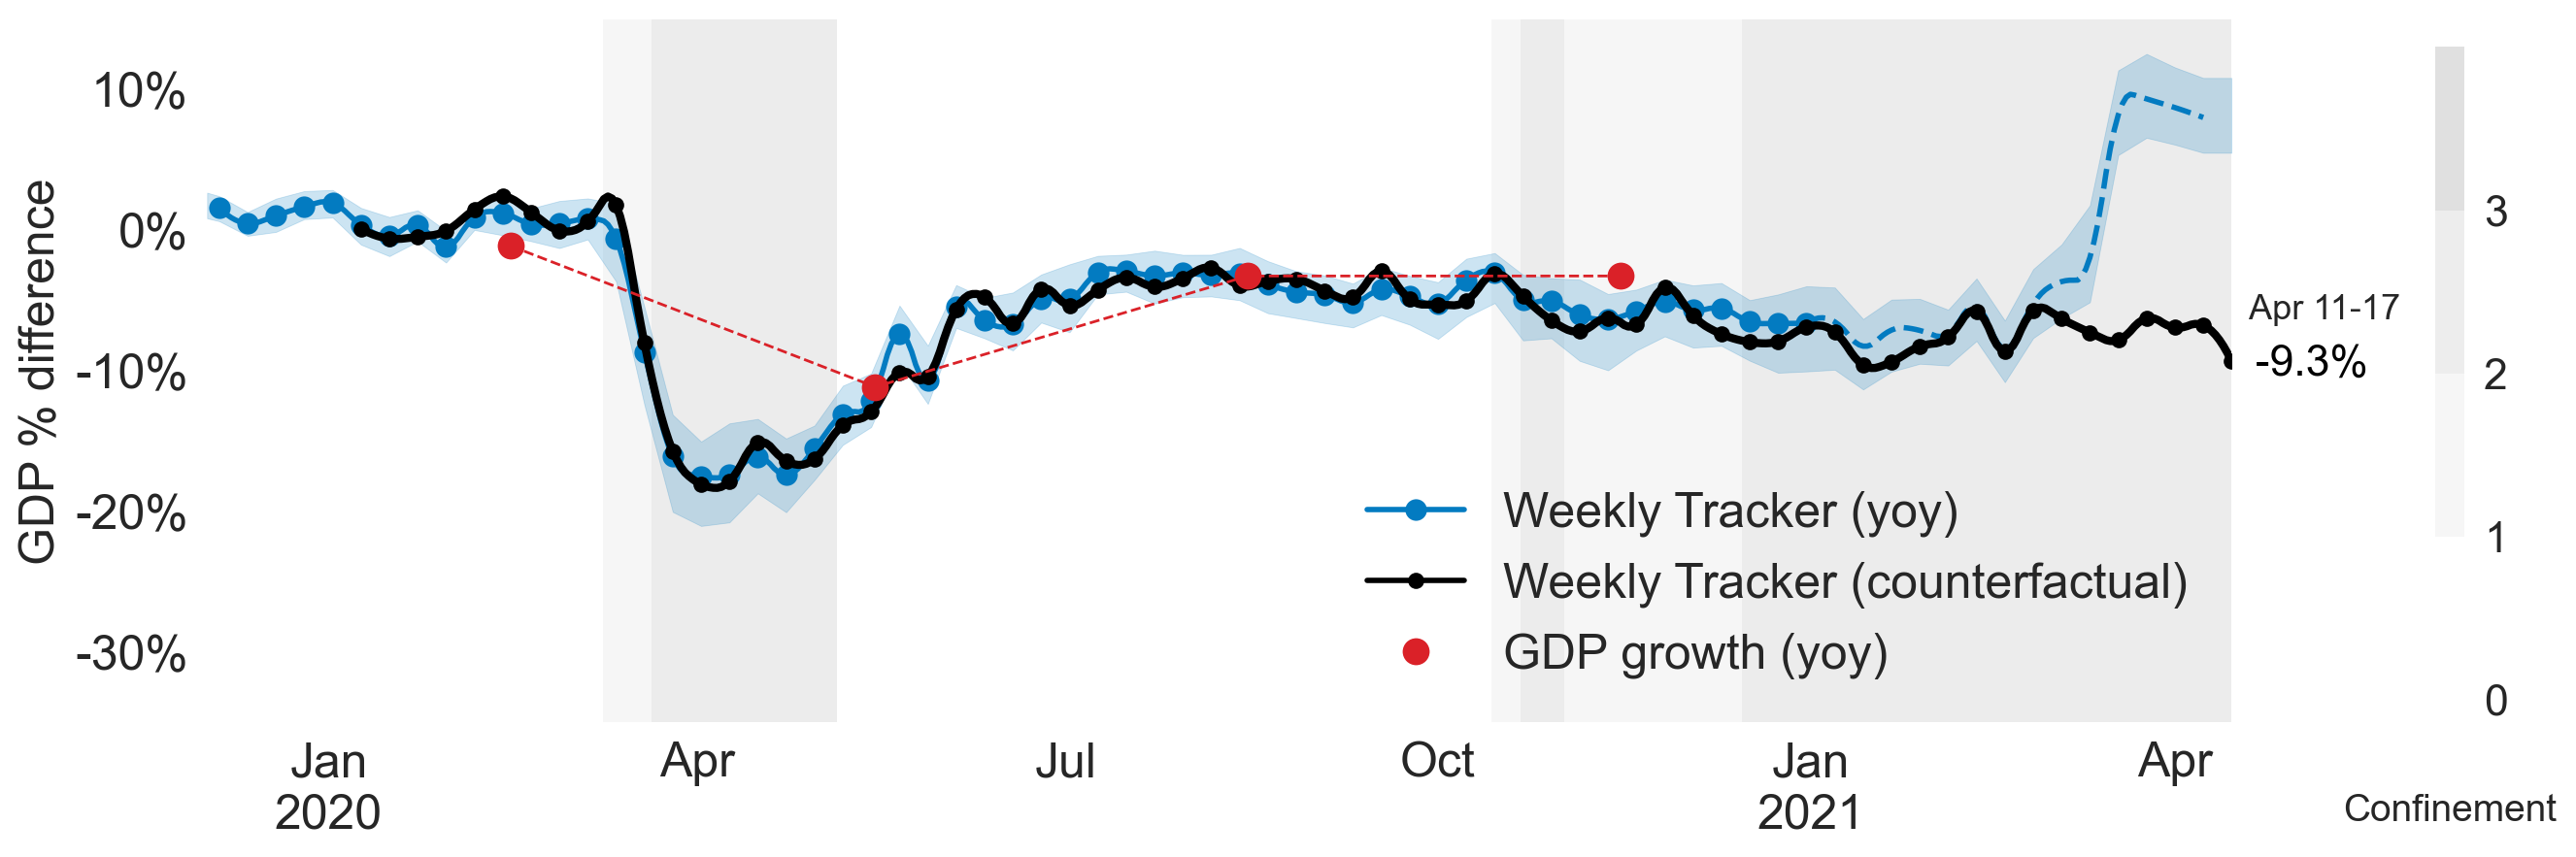 GDP % difference
10%
0%
-10%
-20%
-30%
Jan
2020
Apr
Jul
Oct
Jan
2021
Apr
Weekly Tracker (yoy)
Weekly Tracker (counterfactual)
GDP growth (yoy)
Apr 11-17
-9.3%
3
2
1
0
Confinement